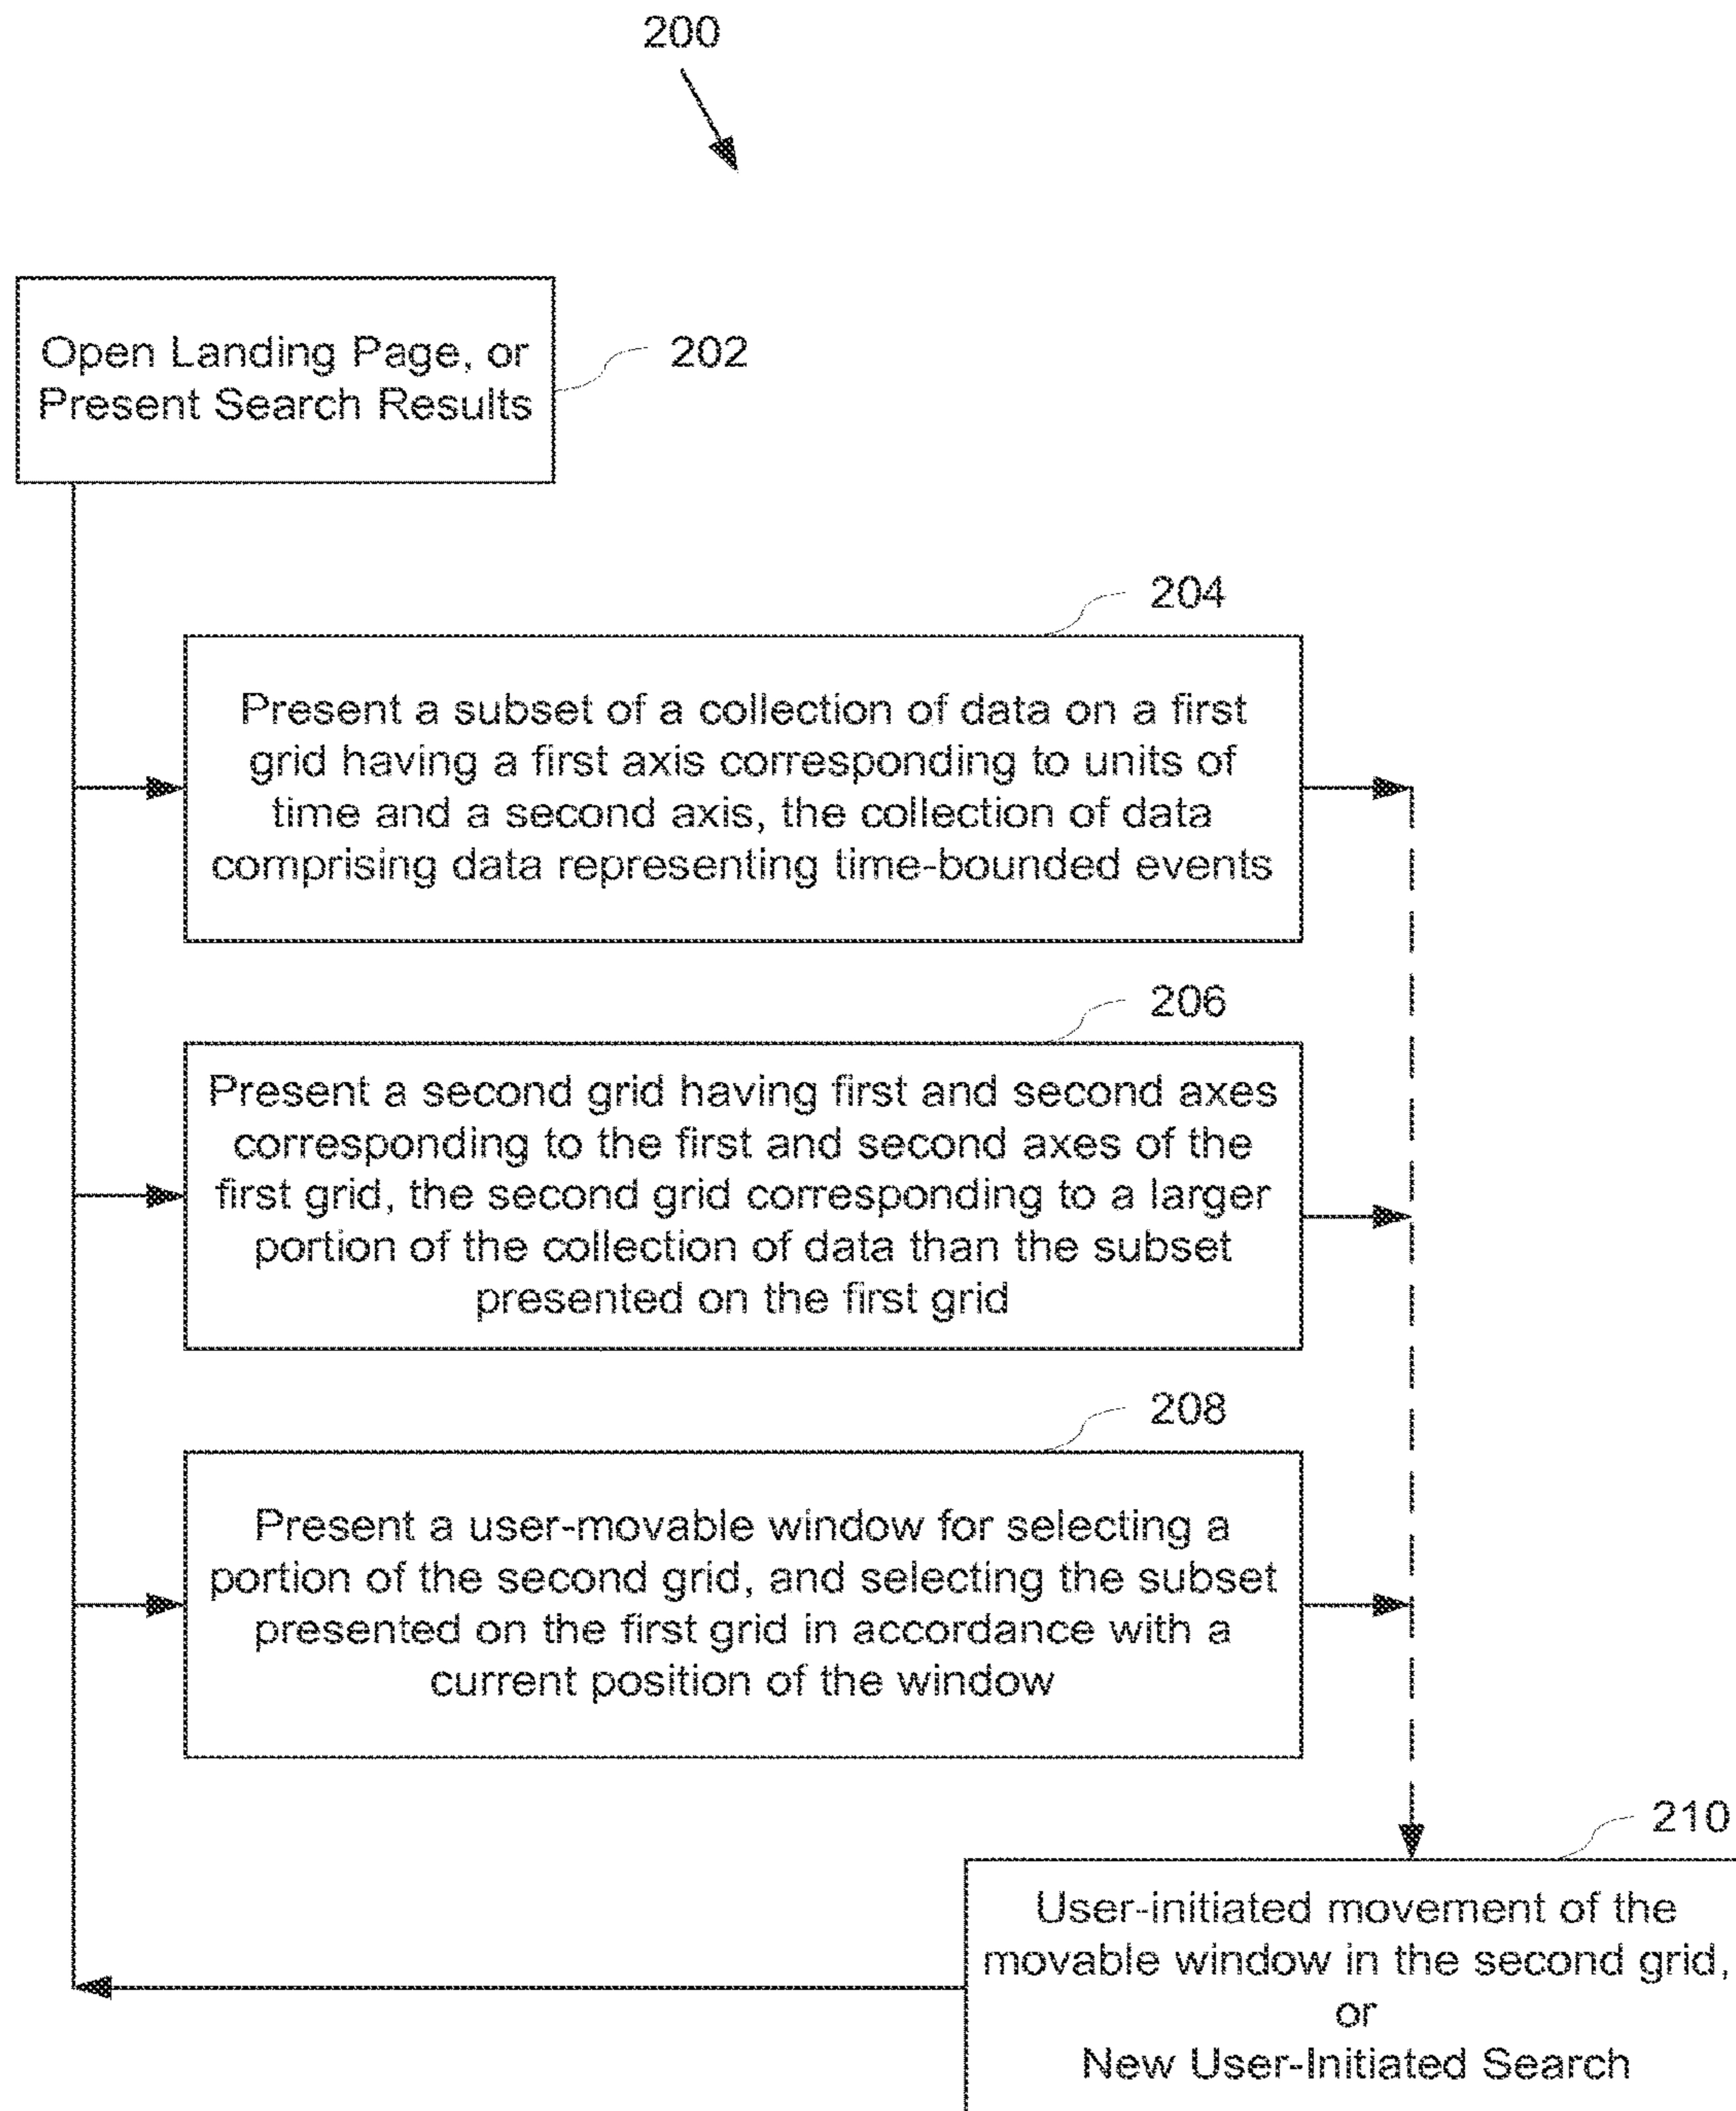 200
Open Landing Page, or
Present Search Results
202
204
Present a subset of a collection of data on a first
grid having a first axis corresponding to units of
time and a second axis, the collection of data
comprising data representing time-bounded events
206
Present a second grid having first and second axes
corresponding to the first and second axes of the
first grid, the second grid corresponding to a larger
portion of the collection of data than the subset
presented on the first grid
208
Present a user-movable window for selecting a
portion of the second grid, and selecting the subset
presented on the first grid in accordance with a
current position of the window
210
User-initiated movement of the
movable window in the second grid,
or
New User-Initiated Search